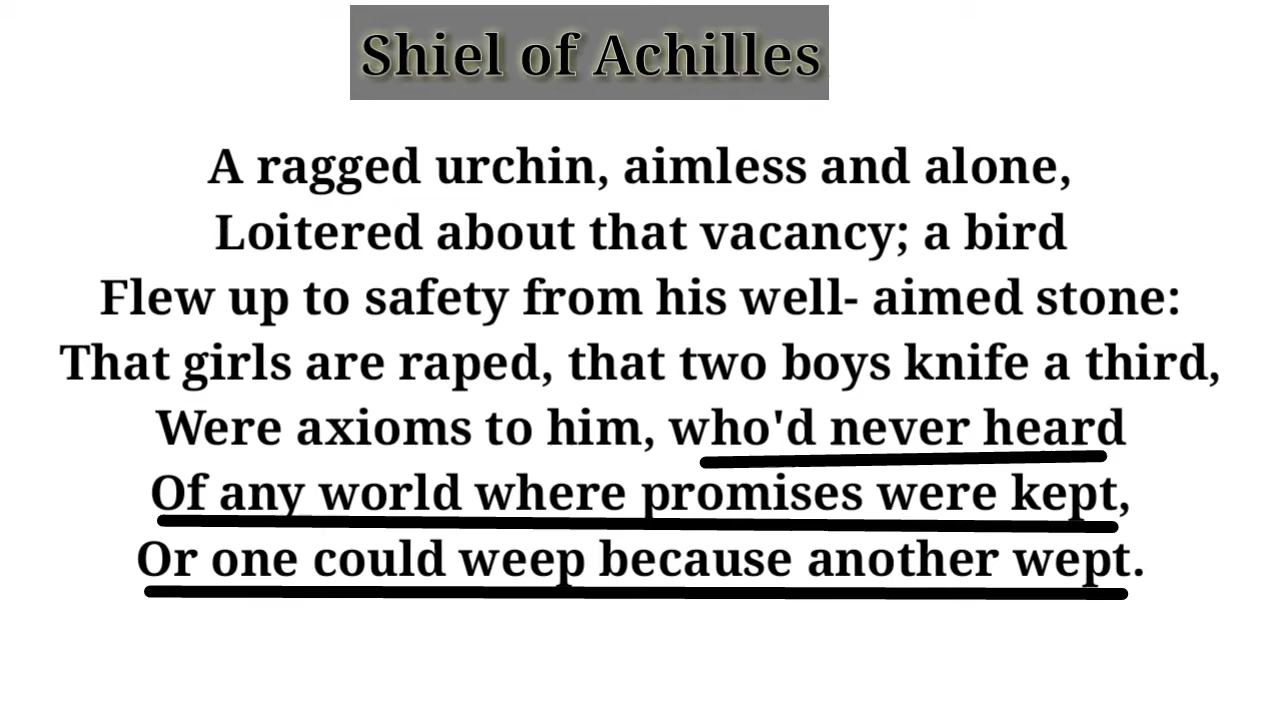 Shiel of Achilles
A ragged urchin, aimless and alone,
Loitered about that vacancy; a bird
Flew up to safety from his well- aimed stone:
That girls are raped, that two boys knife a third,
Were axioms to him, who'd never heard
Of any world where promises were kept,
Or one could weep because another wept.